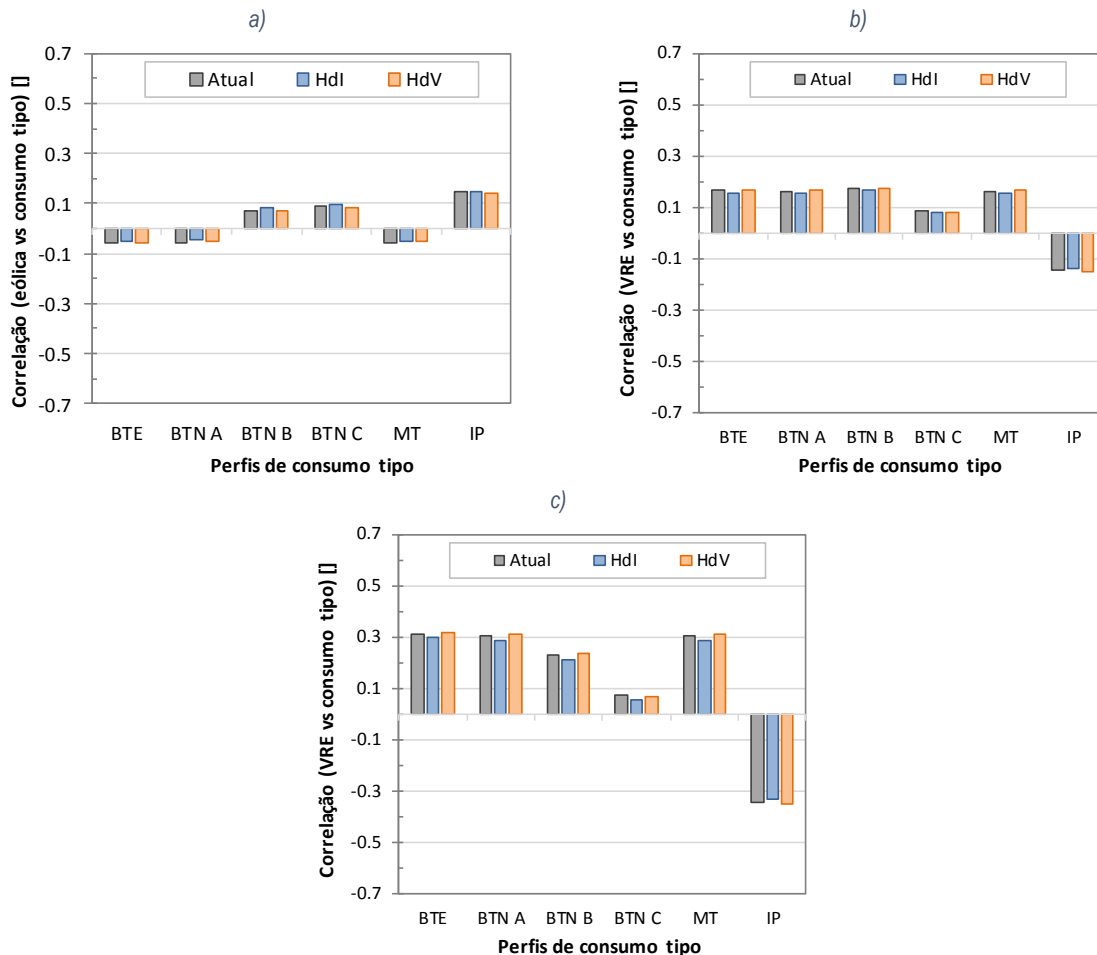 a)
Correlação (eólica vs consumo tipo) []
0.7
0.5
0.3
0.1
-0.1
-0.3
-0.5
-0.7
Atual HdI HdV
BTE BTN A BTN B BTN C MT IP
Perfis de consumo tipo
b)
Correlação (VRE vs consumo tipo) []
0.7
0.5
0.3
0.1
-0.1
-0.3
-0.5
-0.7
Atual HdI HdV
BTE BTN A BTN B BTN C MT IP
Perfis de consumo tipo
c)
Correlação (VRE vs consumo tipo) []
0.7
0.5
0.3
0.1
-0.1
-0.3
-0.5
-0.7
Atual HdI HdV
BTE BTN A BTN B BTN C MT IP
Perfis de consumo tipo